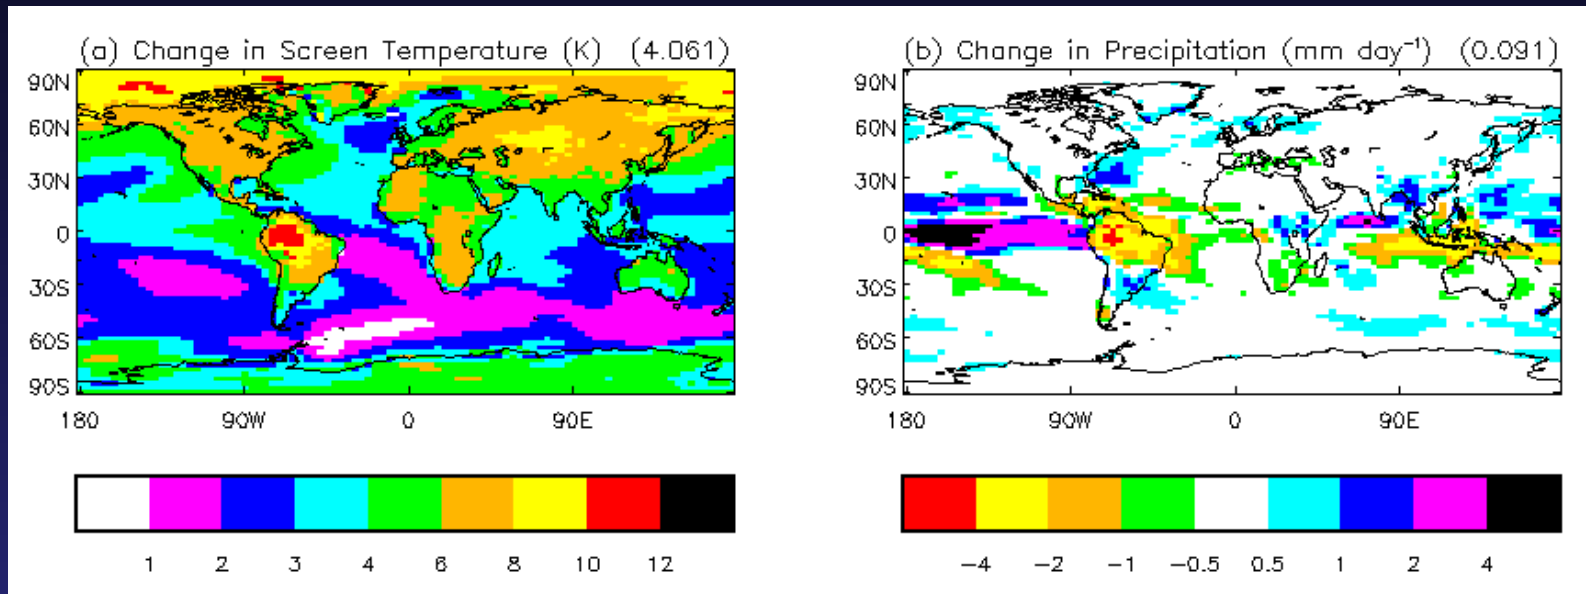 (a) Change in Screen Temperature (K) (4.061)
90N
60N
30N
0
30S
60S
90S
180 90W 0 90E
1 2 3 4 6 8 10 12
(b) Change in Precipitation (mm day⁻¹) (0.091)
90N
60N
30N
0
30S
60S
90S
180 90W 0 90E
−4 −2 −1 −0.5 0.5 1 2 4